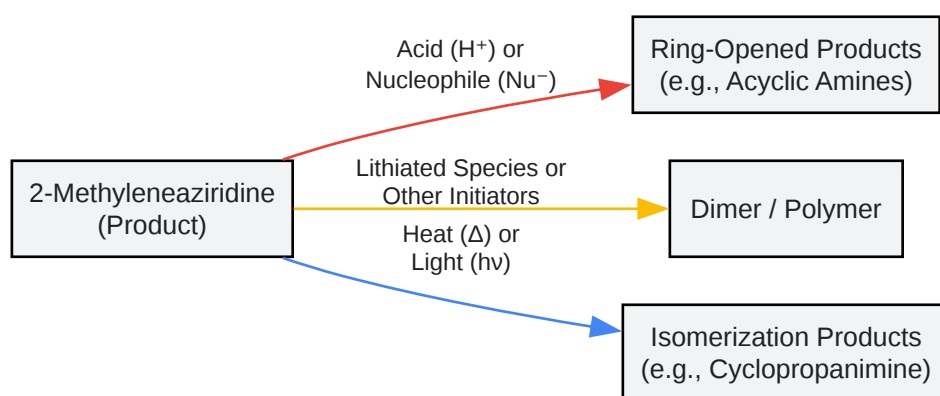 Acid (H⁺) or
Nucleophile (Nu⁻)
Ring-Opened Products
(e.g., Acyclic Amines)
2-Methyleneaziridine
(Product)
Lithiated Species or
Other Initiators
Dimer / Polymer
Heat (Δ) or
Light (hν)
Isomerization Products
(e.g., Cyclopropanimine)